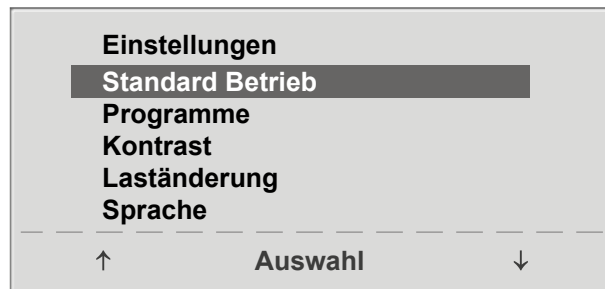 Einstellungen
Standard Betrieb
Programme
Kontrast
Laständerung
Sprache
↑ Auswahl ↓